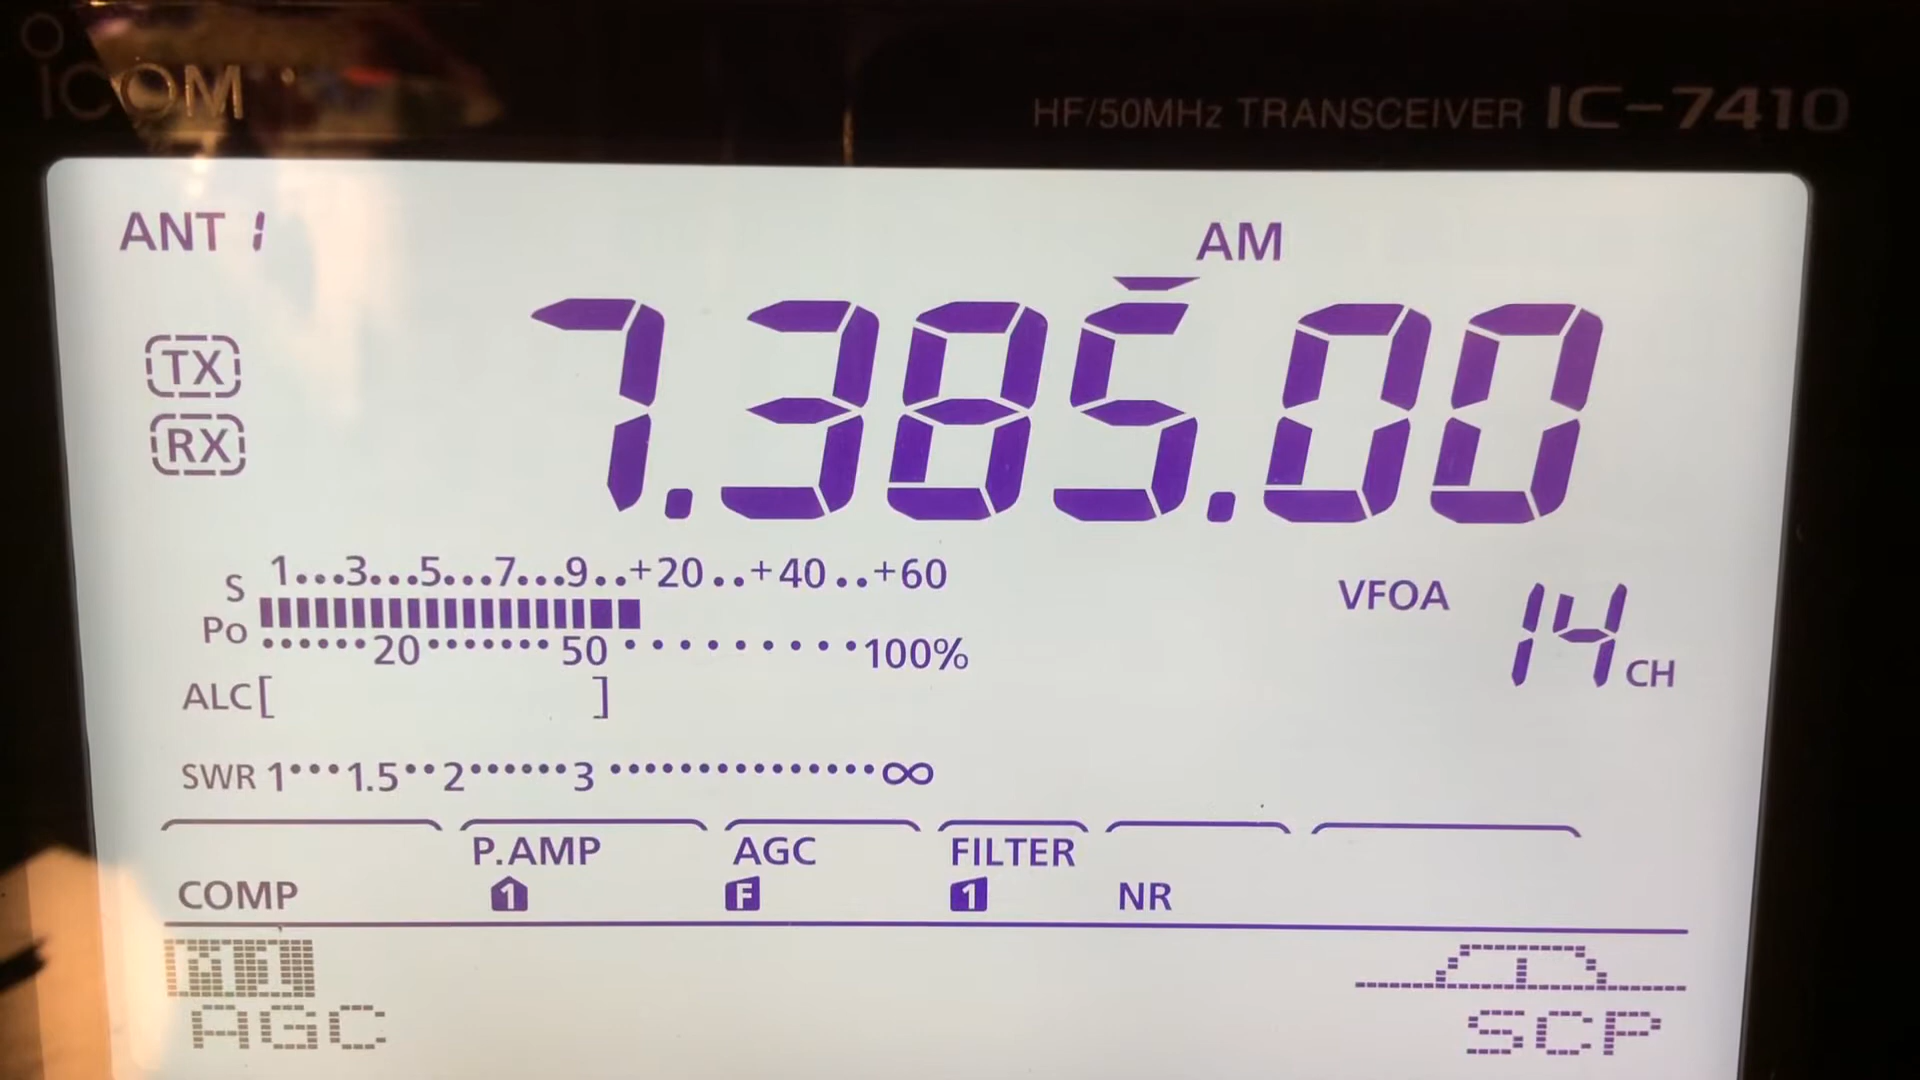 ICOM
HF/50MHz TRANSCEIVER IC-7410
ANT 1
AM
TX
7.385.00
RX
S 1...3...5...7...9..+20..+40..+60
Po ······20·······50·········100%
VFOA 14 CH
ALC[ ]
SWR 1···1.5··2······3···············∞
P.AMP AGC FILTER
COMP 1 F 1 NR
AGC SCP